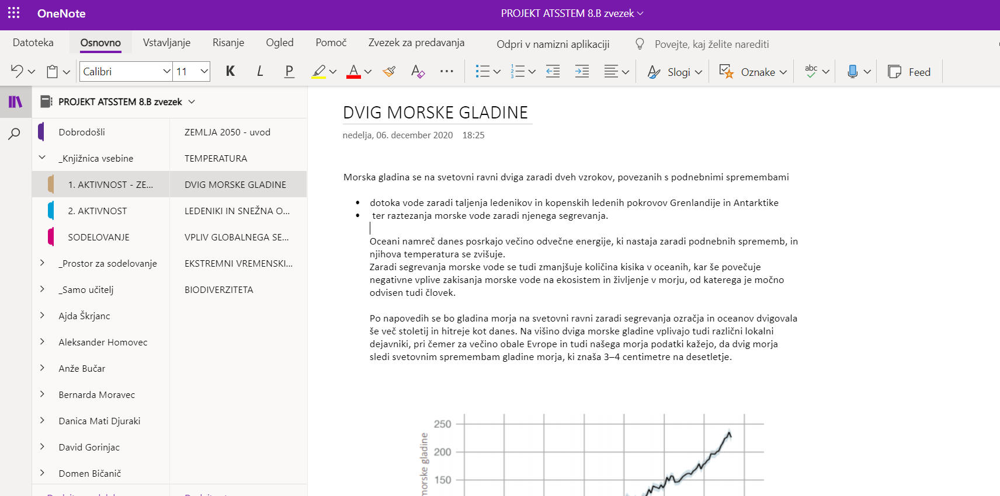 OneNote
PROJEKT ATSSTEM 8.B zvezek
Datoteka Osnovno Vstavljanje Risanje Ogled Pomoč Zvezek za predavanja Odpri v namizni aplikaciji Povejte, kaj želite narediti
Calibri 11 K L P A A abc Slogi Oznake Feed
PROJEKT ATSSTEM 8.B zvezek
Dobrodošli
_Knjižnica vsebine
1. AKTIVNOST - ZE...
2. AKTIVNOST
SODELOVANJE
_Prostor za sodelovanje
_Samo učitelj
Ajda Škrjanc
Aleksander Homovec
Anže Bučar
Bernarda Moravec
Danica Mati Djuraki
David Gorinjac
Domen Bičanič
ZEMLJA 2050 - uvod
TEMPERATURA
DVIG MORSKE GLADINE
LEDENIKI IN SNEŽNA O...
VPLIV GLOBALNEGA SE...
EKSTREMNI VREMENSKI...
BIODIVERZITETA
DVIG MORSKE GLADINE
nedelja, 06. december 2020 18:25
Morska gladina se na svetovni ravni dviga zaradi dveh vzrokov, povezanih s podnebnimi spremembami
• dotoka vode zaradi taljenja ledenikov in kopenskih ledenih pokrovov Grenlandije in Antarktike
• ter raztezanja morske vode zaradi njenega segrevanja.
Oceani namreč danes posrkajo večino odvečne energije, ki nastaja zaradi podnebnih sprememb, in
njihova temperatura se zvišuje.
Zaradi segrevanja morske vode se tudi zmanjšuje količina kisika v oceanih, kar še povečuje
negativne vplive zakisanja morske vode na ekosistem in življenje v morju, od katerega je močno
odvisen tudi človek.
Po napovedih se bo gladina morja na svetovni ravni zaradi segrevanja ozračja in oceanov dvigovala
še več stoletij in hitreje kot danes. Na višino dviga morske gladine vplivajo tudi različni lokalni
dejavniki, pri čemer za večino obale Evrope in tudi našega morja podatki kažejo, da dvig morja
sledi svetovnim spremembam gladine morja, ki znaša 3–4 centimetre na desetletje.
250
200
150
morske gladine